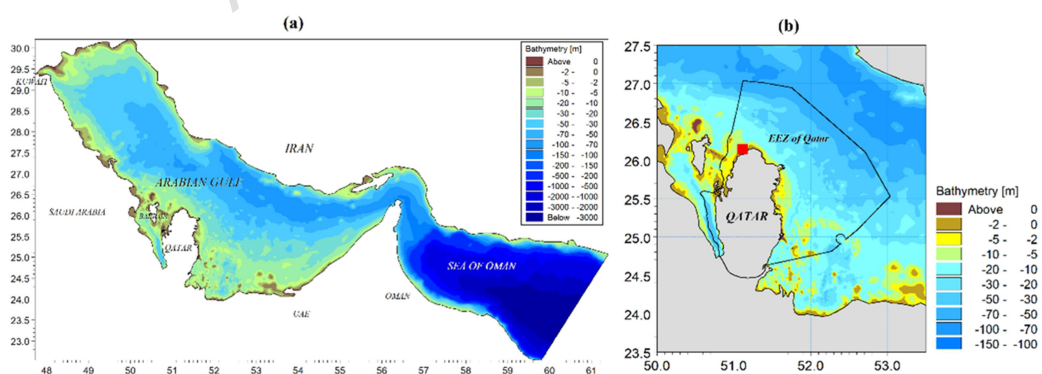 (a)
30.0
29.5
29.0
28.5
28.0
27.5
27.0
26.5
26.0
25.5
25.0
24.5
24.0
23.5
23.0
48 49 50 51 52 53 54 55 56 57 58 59 60 61
KUWAIT
IRAN
ARABIAN GULF
SAUDI ARABIA
QATAR
UAE
OMAN
SEA OF OMAN
Bathymetry [m]
Above 0
-2 - 0
-5 - -2
-10 - -5
-20 - -10
-30 - -20
-50 - -30
-70 - -50
-100 - -70
-150 - -100
-200 - -150
-500 - -200
-1000 - -500
-2000 - -1000
-3000 - -2000
Below -3000
(b)
27.5
27.0
26.5
26.0
25.5
25.0
24.5
24.0
23.5
50.0 51.0 52.0 53.0
EEZ of Qatar
QATAR
Bathymetry [m]
Above 0
-2 - 0
-5 - -2
-10 - -5
-20 - -10
-30 - -20
-50 - -30
-70 - -50
-100 - -70
-150 - -100